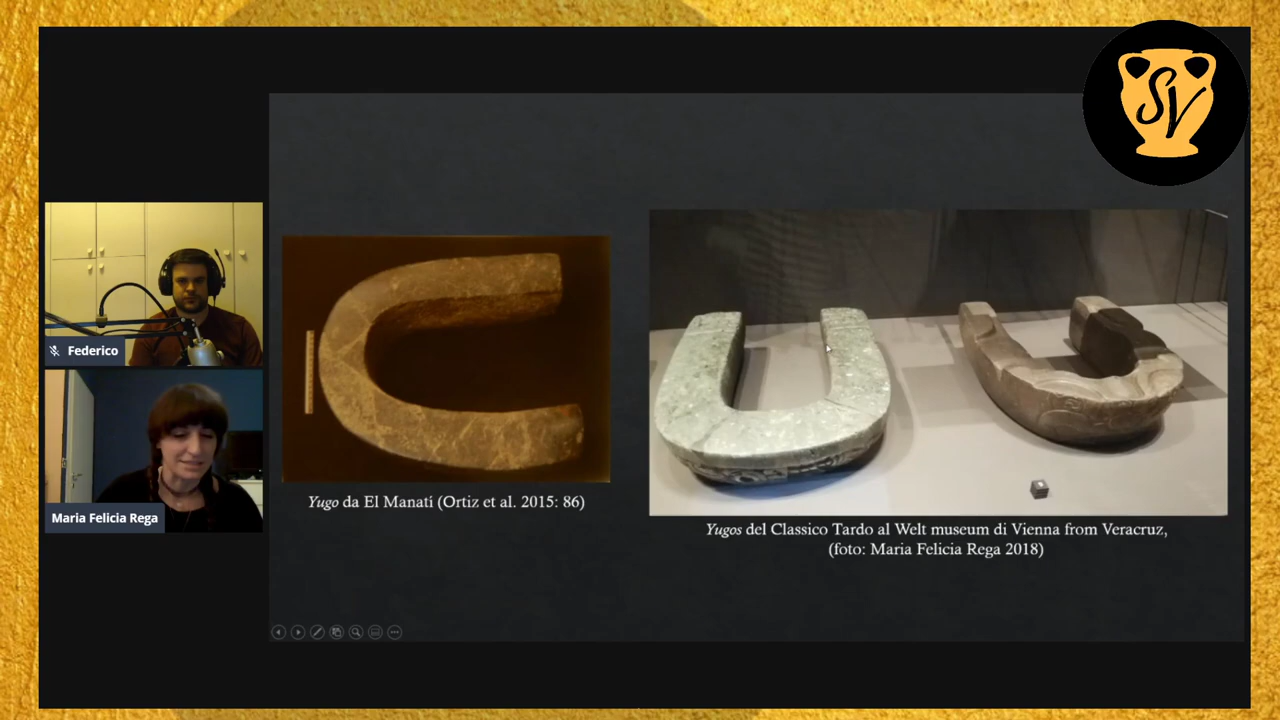 SV
Federico
Maria Felicia Rega
Yugo da El Manatí (Ortiz et al. 2015: 86)
Yugos del Classico Tardo al Welt museum di Vienna from Veracruz,
(foto: Maria Felicia Rega 2018)